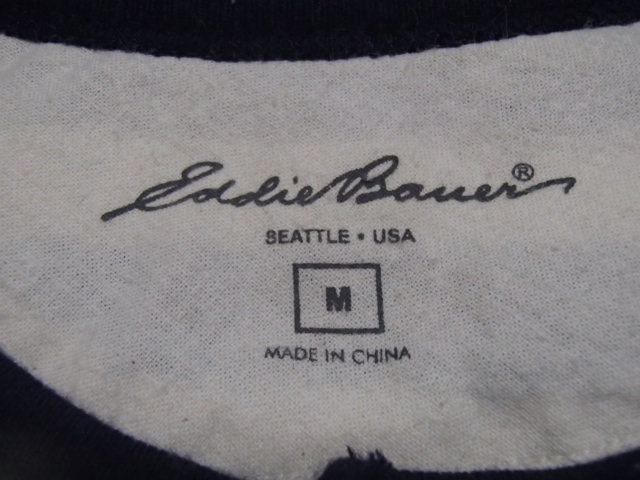 Eddie Bauer®
SEATTLE • USA
M
MADE IN CHINA